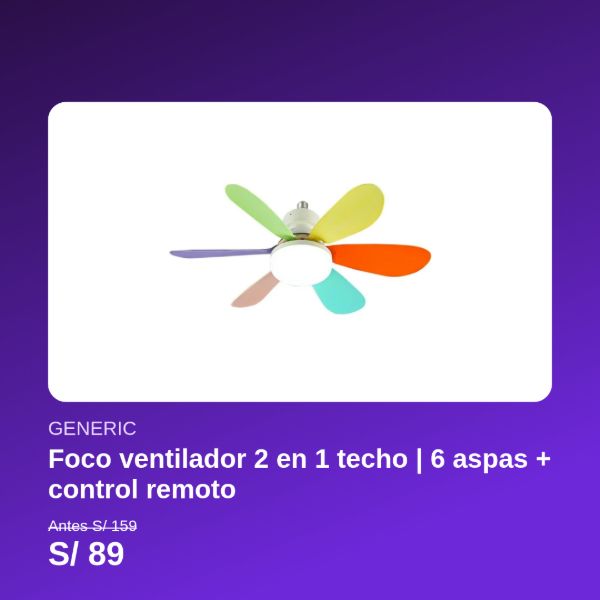 GENERIC
Foco ventilador 2 en 1 techo | 6 aspas +
control remoto
Antes S/ 159
S/ 89